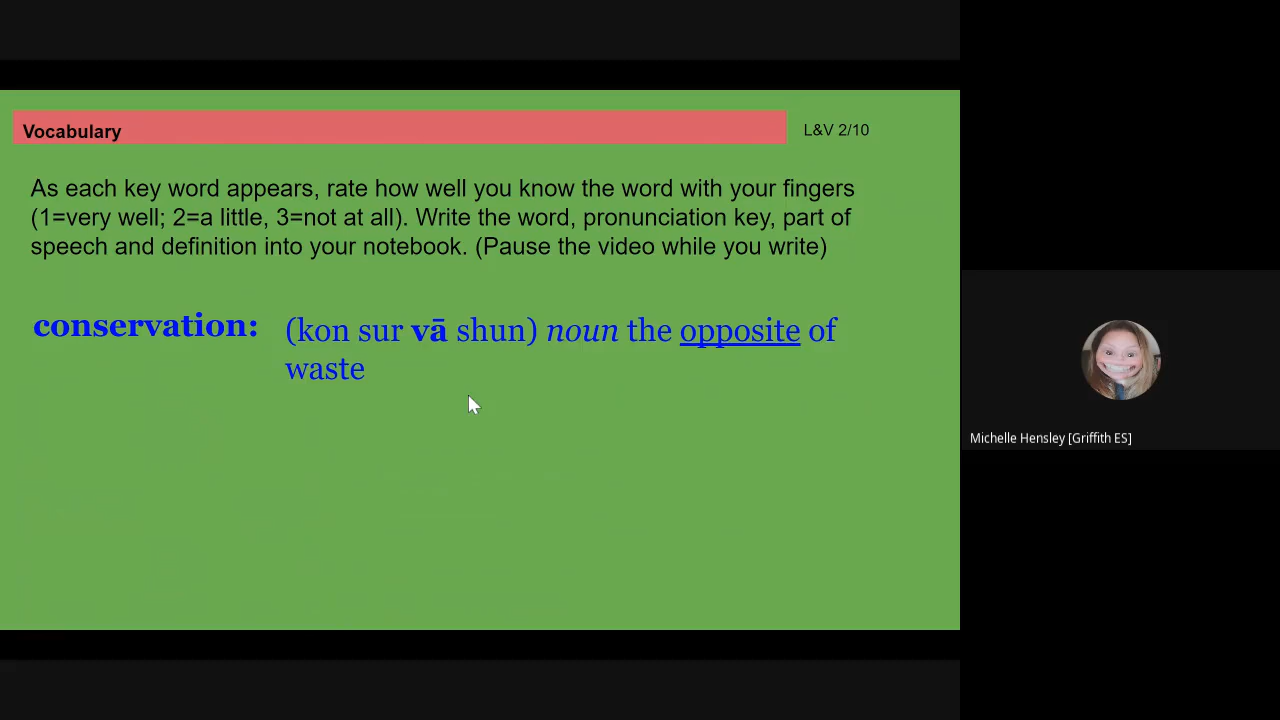 Vocabulary
L&V 2/10
As each key word appears, rate how well you know the word with your fingers
(1=very well; 2=a little, 3=not at all). Write the word, pronunciation key, part of
speech and definition into your notebook. (Pause the video while you write)
conservation: (kon sur vā shun) noun the opposite of
waste
Michelle Hensley [Griffith ES]